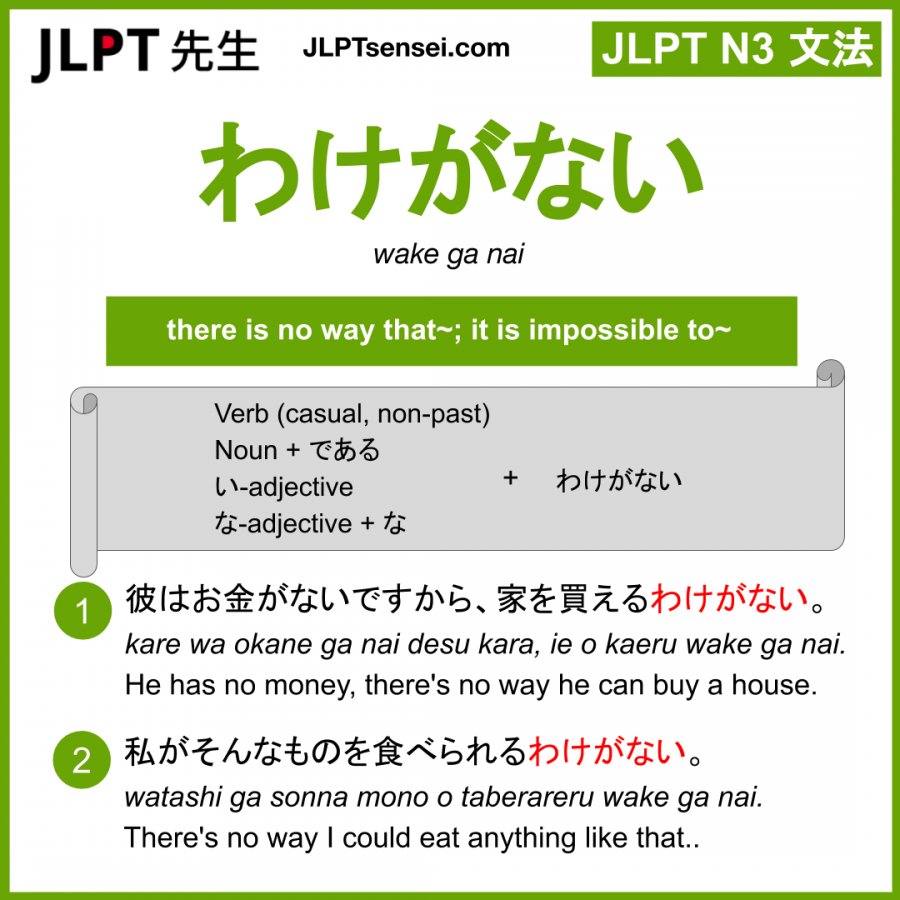 JLPT 先生
JLPTsensei.com
JLPT N3 文法
わけがない
wake ga nai
there is no way that~; it is impossible to~
Verb (casual, non-past)
Noun + である
い-adjective
な-adjective + な
+ わけがない
1 彼はお金がないですから、家を買えるわけがない。
kare wa okane ga nai desu kara, ie o kaeru wake ga nai.
He has no money, there's no way he can buy a house.
2 私がそんなものを食べられるわけがない。
watashi ga sonna mono o taberareru wake ga nai.
There's no way I could eat anything like that..